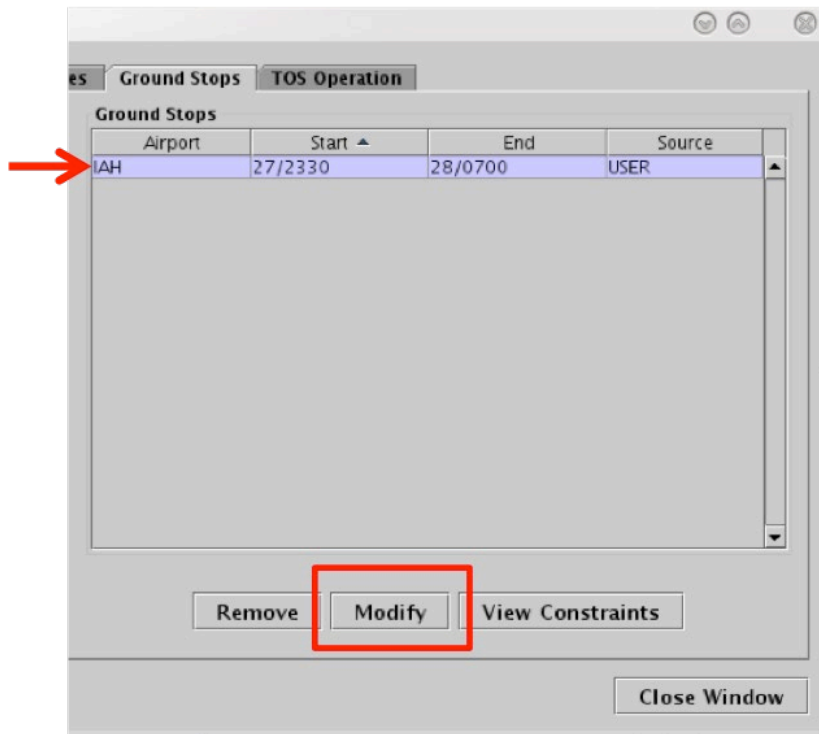 es Ground Stops TOS Operation
Ground Stops
Airport Start End Source
IAH 27/2330 28/0700 USER
Remove Modify View Constraints
Close Window